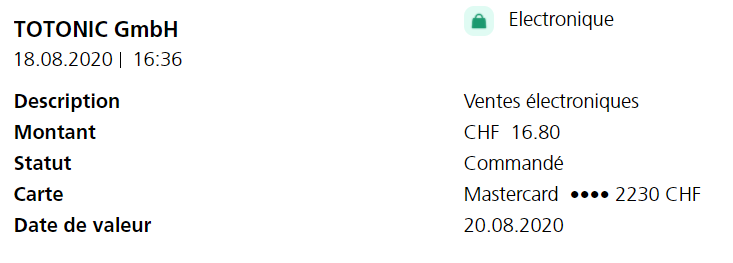 TOTONIC GmbH
Electronique
18.08.2020 | 16:36
Description Ventes électroniques
Montant CHF 16.80
Statut Commandé
Carte Mastercard •••• 2230 CHF
Date de valeur 20.08.2020